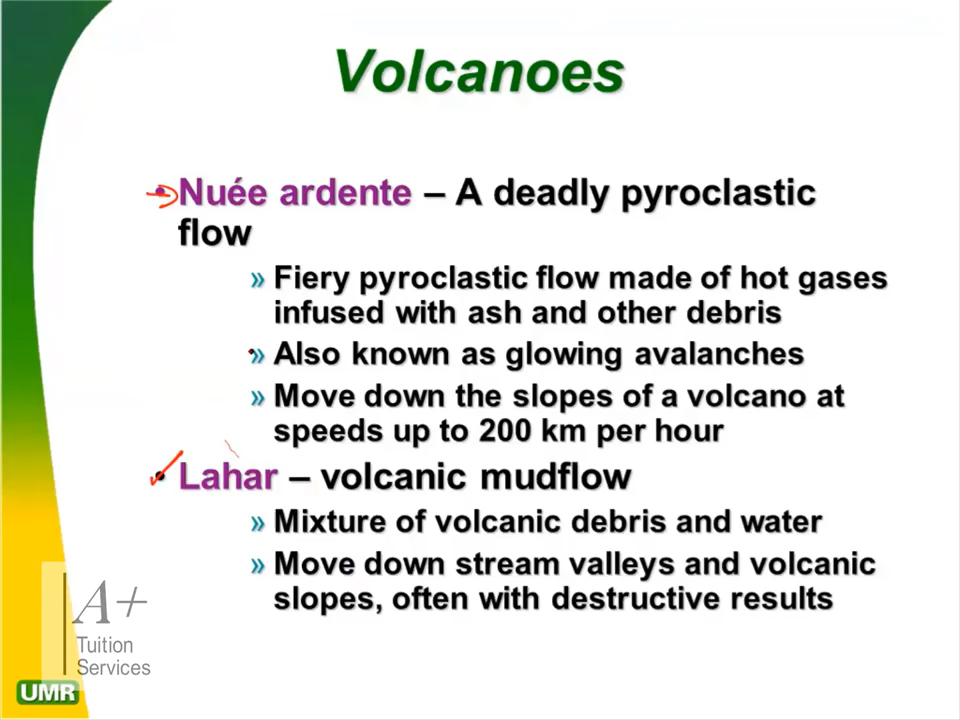 Volcanoes
• Nuée ardente – A deadly pyroclastic
flow
» Fiery pyroclastic flow made of hot gases
infused with ash and other debris
» Also known as glowing avalanches
» Move down the slopes of a volcano at
speeds up to 200 km per hour
• Lahar – volcanic mudflow
» Mixture of volcanic debris and water
» Move down stream valleys and volcanic
slopes, often with destructive results
A+
Tuition
Services
UMR